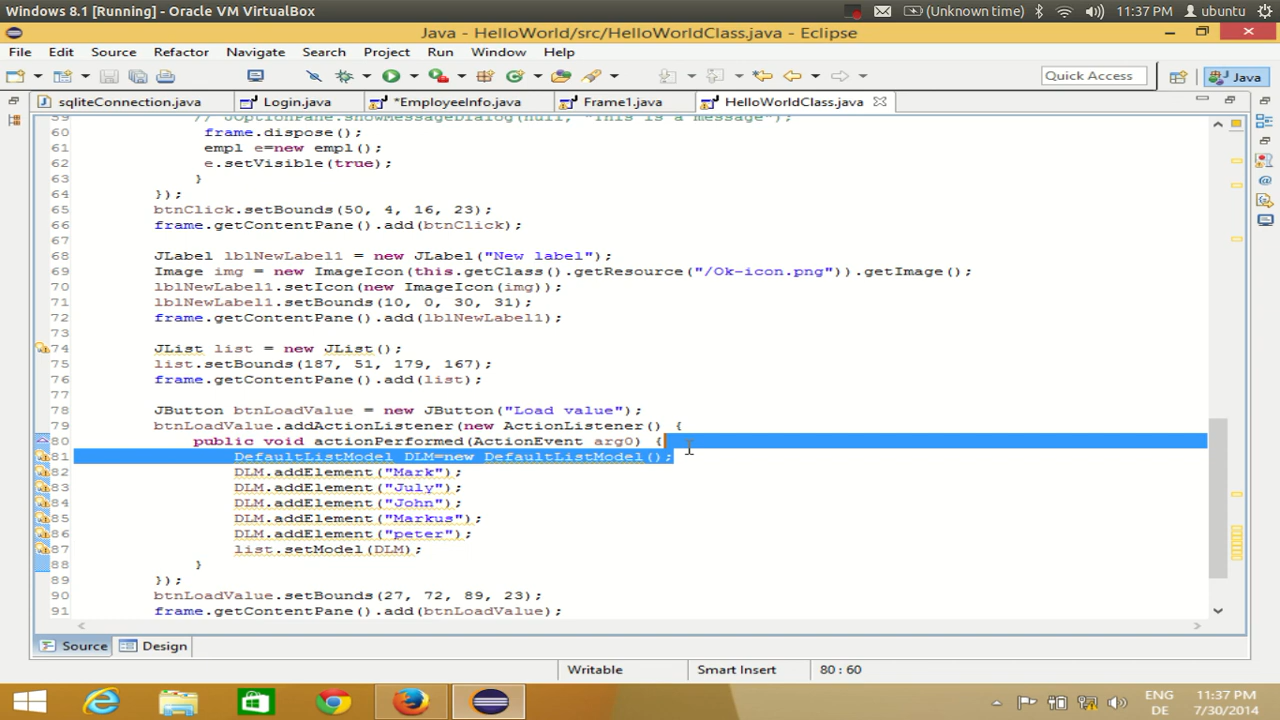 Windows 8.1 [Running] - Oracle VM VirtualBox
(Unknown time)
11:37 PM
ubuntu
Java - HelloWorld/src/HelloWorldClass.java - Eclipse
File Edit Source Refactor Navigate Search Project Run Window Help
Quick Access
Java
sqliteConnection.java
Login.java
*EmployeeInfo.java
Frame1.java
HelloWorldClass.java
59 // JOptionPane.showMessageDialog(null, "This is a message");
60 frame.dispose();
61 empl e=new empl();
62 e.setVisible(true);
63 }
64 });
65 btnClick.setBounds(50, 4, 16, 23);
66 frame.getContentPane().add(btnClick);
67
68 JLabel lblNewLabel1 = new JLabel("New label");
69 Image img = new ImageIcon(this.getClass().getResource("/Ok-icon.png")).getImage();
70 lblNewLabel1.setIcon(new ImageIcon(img));
71 lblNewLabel1.setBounds(10, 0, 30, 31);
72 frame.getContentPane().add(lblNewLabel1);
73
74 JList list = new JList();
75 list.setBounds(187, 51, 179, 167);
76 frame.getContentPane().add(list);
77
78 JButton btnLoadValue = new JButton("Load value");
79 btnLoadValue.addActionListener(new ActionListener() {
80 public void actionPerformed(ActionEvent arg0) {
81 DefaultListModel DLM=new DefaultListModel();
82 DLM.addElement("Mark");
83 DLM.addElement("July");
84 DLM.addElement("John");
85 DLM.addElement("Markus");
86 DLM.addElement("peter");
87 list.setModel(DLM);
88 }
89 });
90 btnLoadValue.setBounds(27, 72, 89, 23);
91 frame.getContentPane().add(btnLoadValue);
Source
Design
Writable
Smart Insert
80 : 60
ENG
DE
11:37 PM
7/30/2014